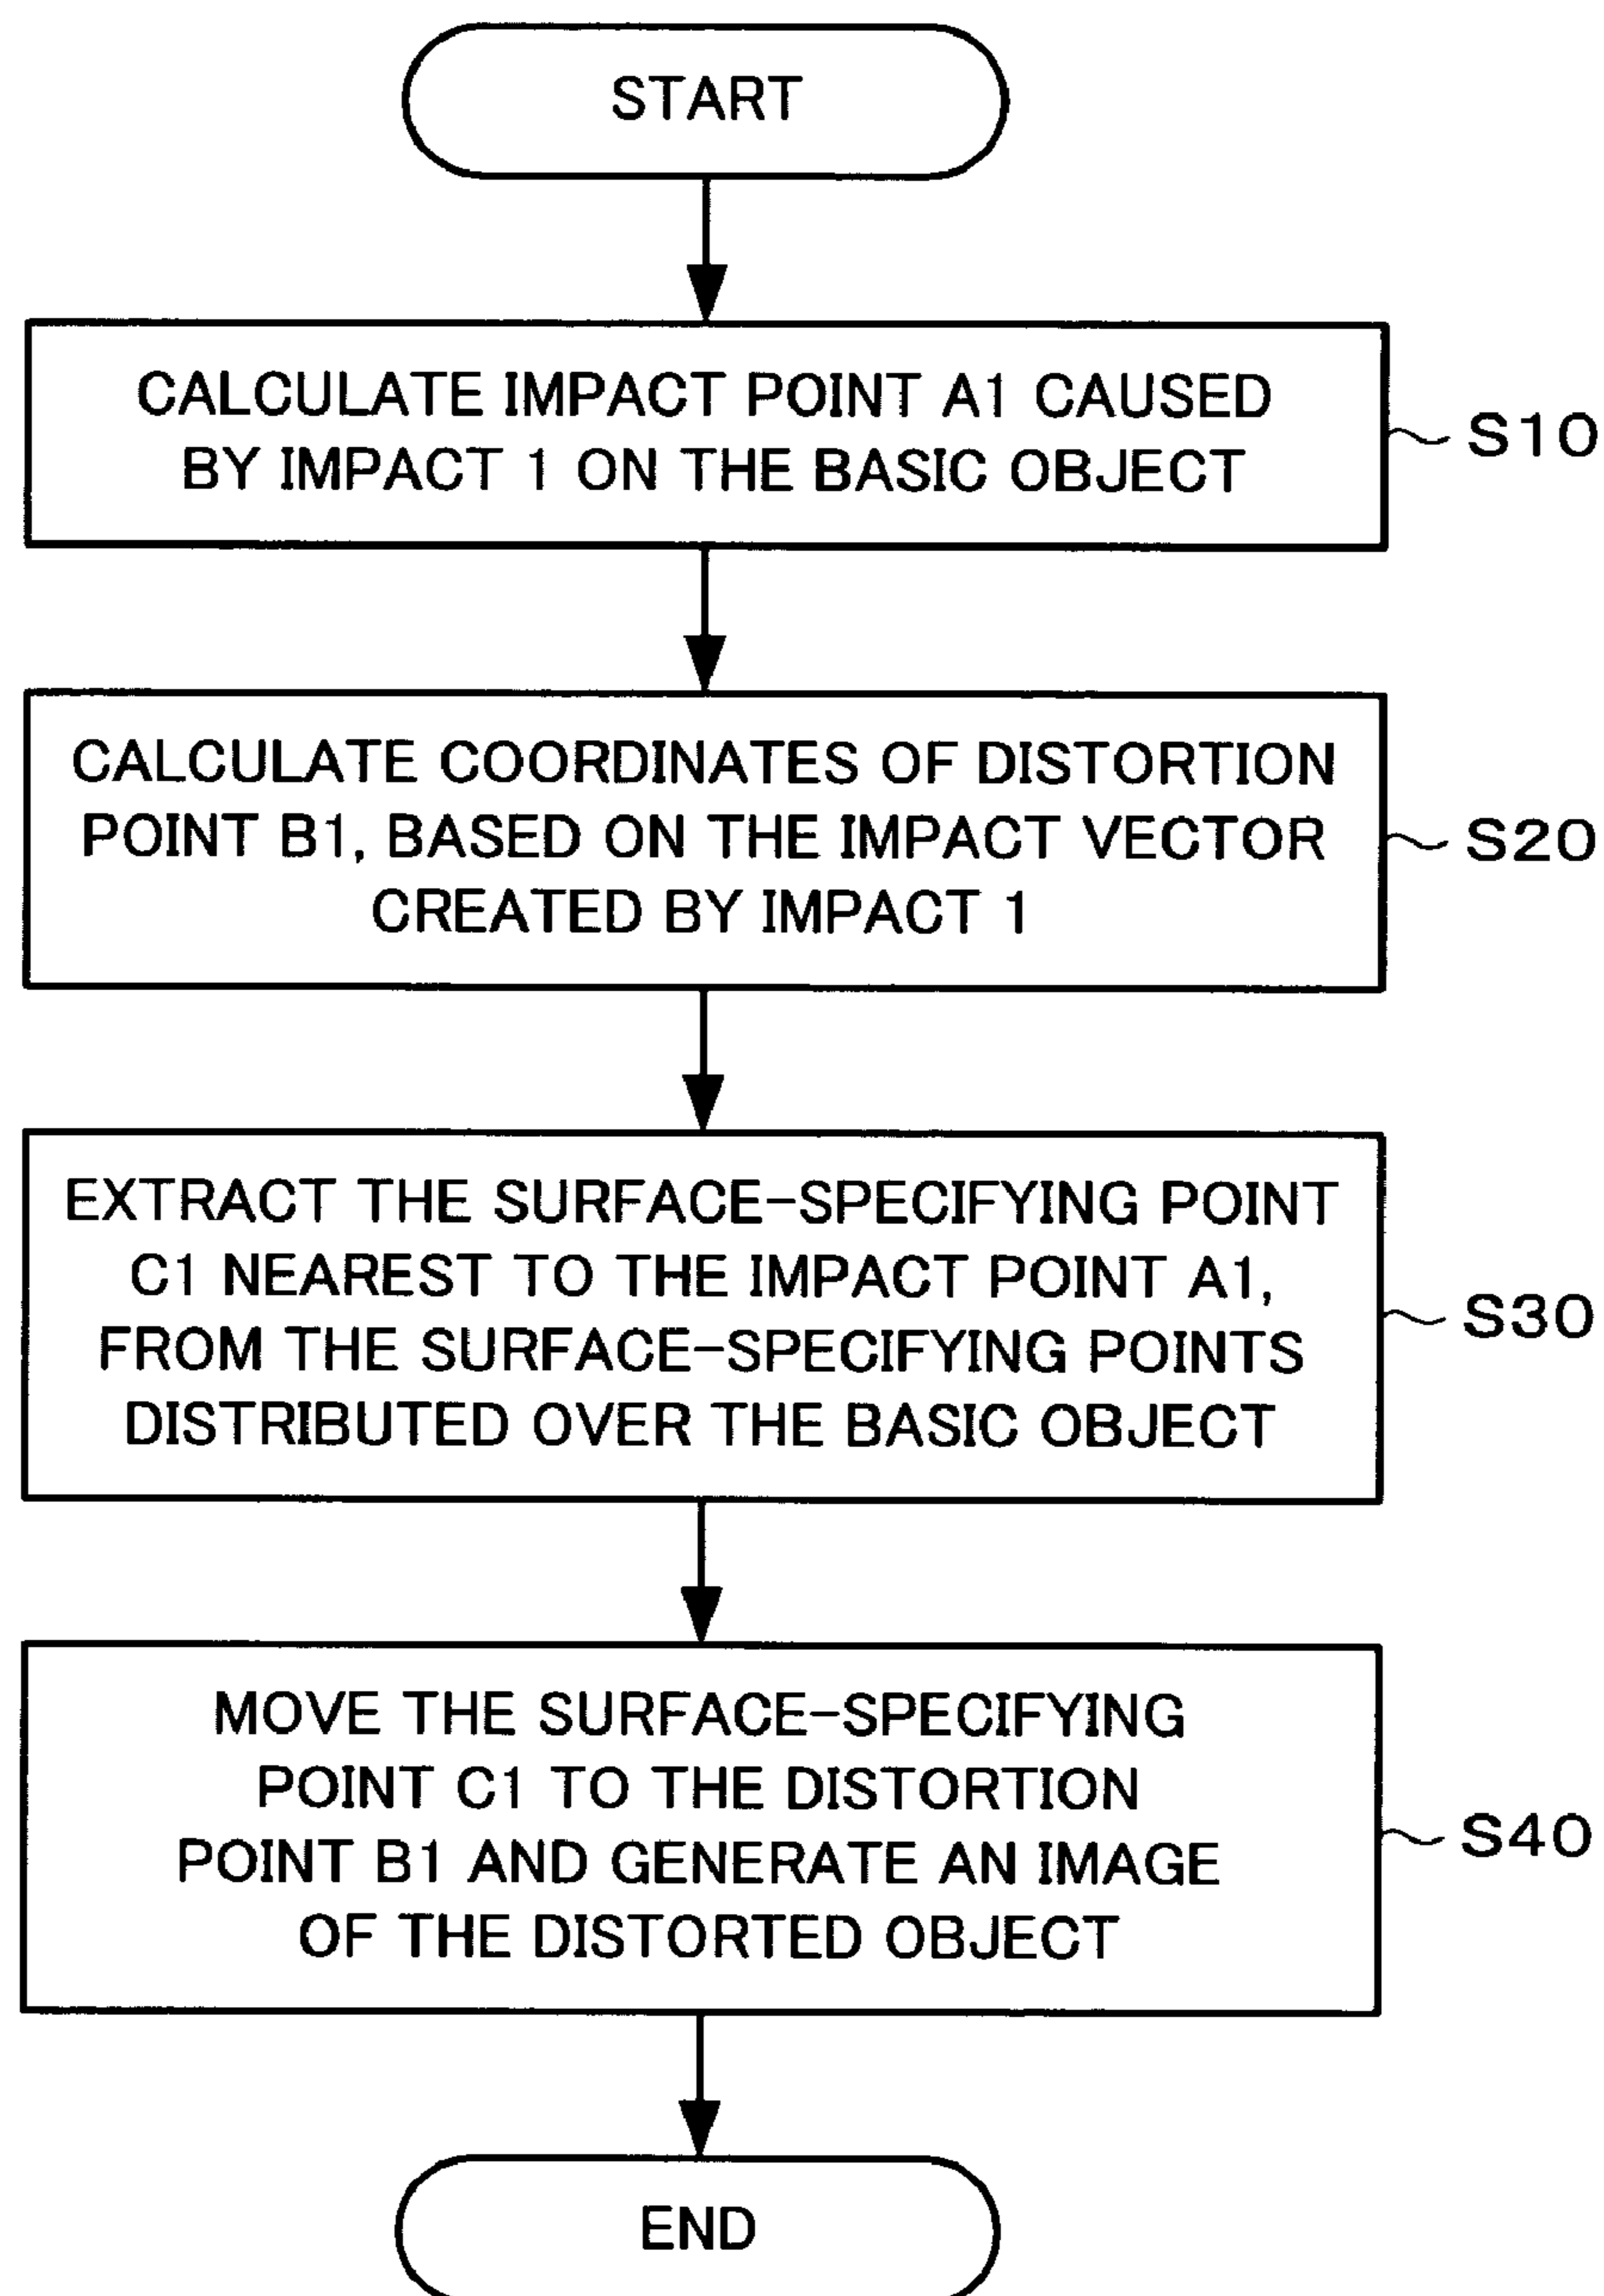 START
CALCULATE IMPACT POINT A1 CAUSED
BY IMPACT 1 ON THE BASIC OBJECT
S10
CALCULATE COORDINATES OF DISTORTION
POINT B1, BASED ON THE IMPACT VECTOR
CREATED BY IMPACT 1
S20
EXTRACT THE SURFACE-SPECIFYING POINT
C1 NEAREST TO THE IMPACT POINT A1,
FROM THE SURFACE-SPECIFYING POINTS
DISTRIBUTED OVER THE BASIC OBJECT
S30
MOVE THE SURFACE-SPECIFYING
POINT C1 TO THE DISTORTION
POINT B1 AND GENERATE AN IMAGE
OF THE DISTORTED OBJECT
S40
END